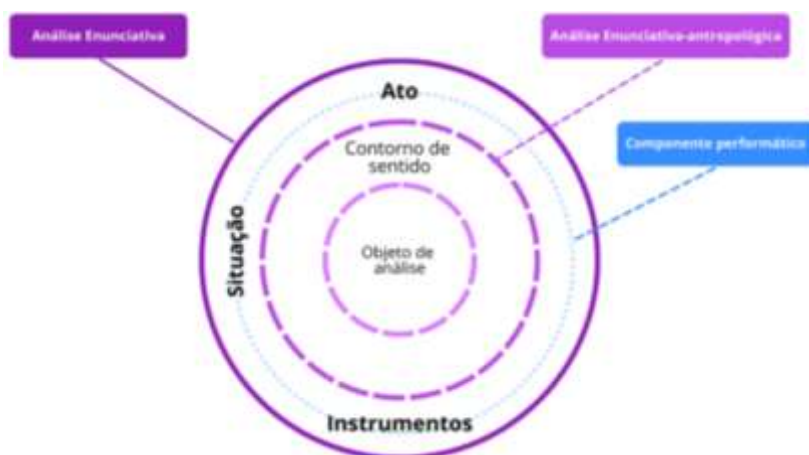 Análise Enunciativa
Análise Enunciativa-antropológica
Componente performático
Ato
Contorno de
sentido
Situação
Objeto de
análise
Instrumentos